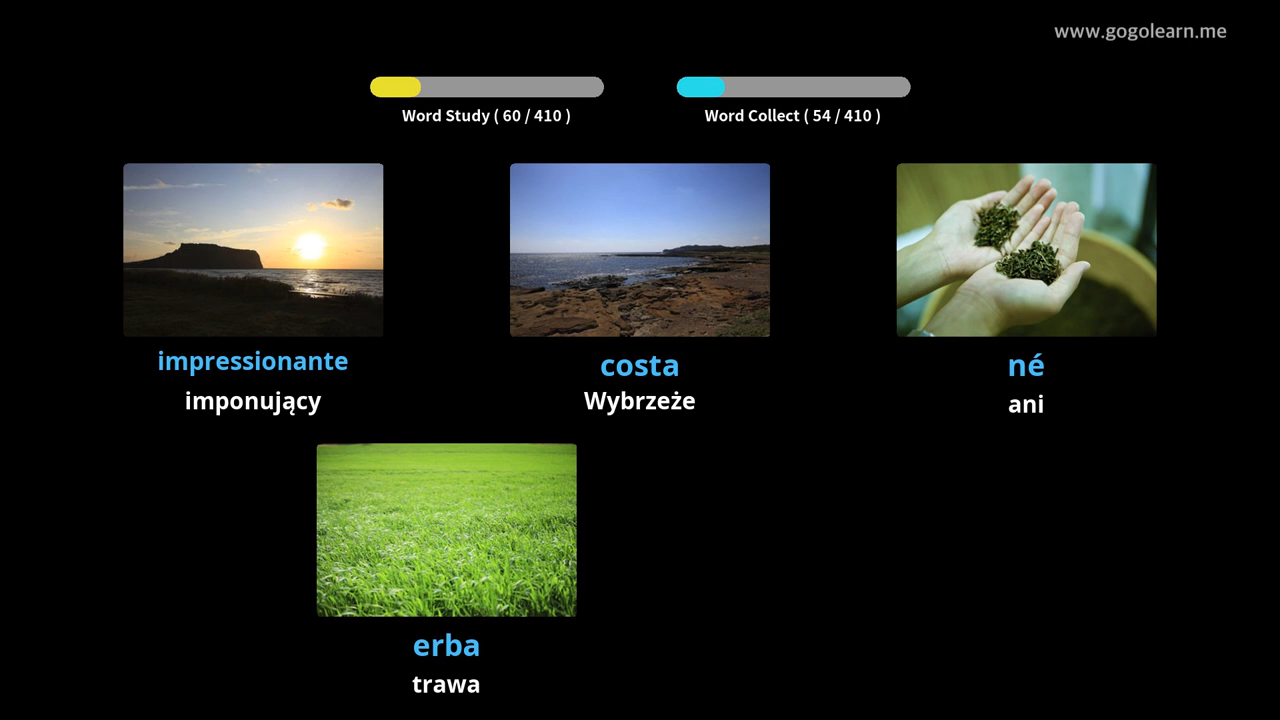 www.gogolearn.me
Word Study ( 60 / 410 )
Word Collect ( 54 / 410 )
impressionante
imponujący
costa
Wybrzeże
né
ani
erba
trawa